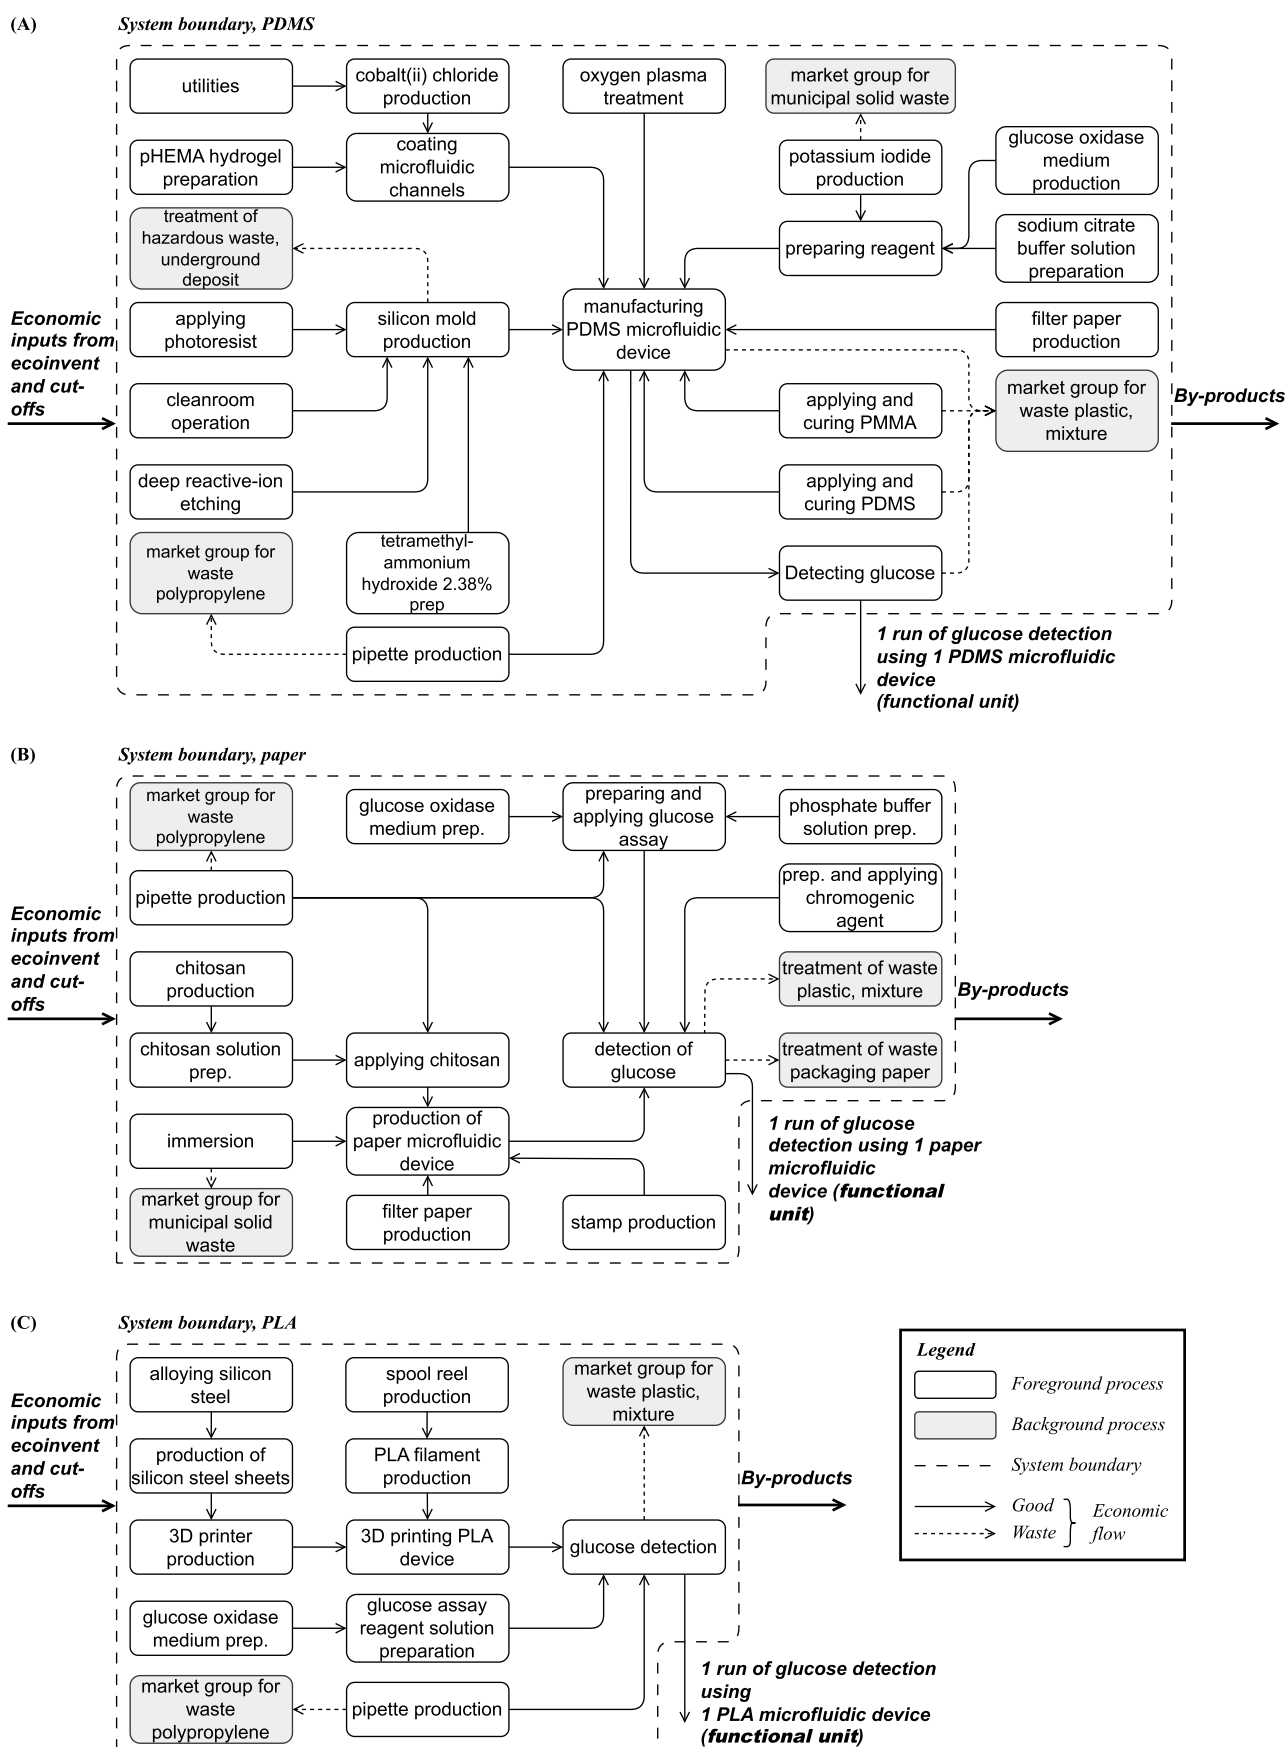 (A)
System boundary, PDMS
utilities
cobalt(ii) chloride
production
oxygen plasma
treatment
market group for
municipal solid waste
pHEMA hydrogel
preparation
coating
microfluidic
channels
potassium iodide
production
glucose oxidase
medium
production
treatment of
hazardous waste,
underground
deposit
preparing reagent
sodium citrate
buffer solution
preparation
Economic
inputs from
ecoinvent
and cut-
offs
applying
photoresist
silicon mold
production
manufacturing
PDMS microfluidic
device
filter paper
production
cleanroom
operation
applying and
curing PMMA
market group for
waste plastic,
mixture
By-products
deep reactive-ion
etching
applying and
curing PDMS
market group for
waste
polypropylene
tetramethyl-
ammonium
hydroxide 2.38%
prep
Detecting glucose
pipette production
1 run of glucose detection
using 1 PDMS microfluidic
device
(functional unit)
(B)
System boundary, paper
market group for
waste
polypropylene
glucose oxidase
medium prep.
preparing and
applying glucose
assay
phosphate buffer
solution prep.
pipette production
prep. and applying
chromogenic
agent
Economic
inputs from
ecoinvent
and cut-
offs
chitosan
production
treatment of waste
plastic, mixture
By-products
chitosan solution
prep.
applying chitosan
detection of
glucose
treatment of waste
packaging paper
immersion
production of
paper microfluidic
device
1 run of glucose
detection using 1 paper
microfluidic
device (functional
unit)
market group for
municipal solid
waste
filter paper
production
stamp production
(C)
System boundary, PLA
alloying silicon
steel
spool reel
production
market group for
waste plastic,
mixture
Economic
inputs from
ecoinvent
and cut-
offs
production of
silicon steel sheets
PLA filament
production
By-products
3D printer
production
3D printing PLA
device
glucose detection
glucose oxidase
medium prep.
glucose assay
reagent solution
preparation
market group for
waste
polypropylene
pipette production
1 run of glucose detection
using
1 PLA microfluidic device
(functional unit)
Legend
Foreground process
Background process
System boundary
Good
Waste
Economic
flow